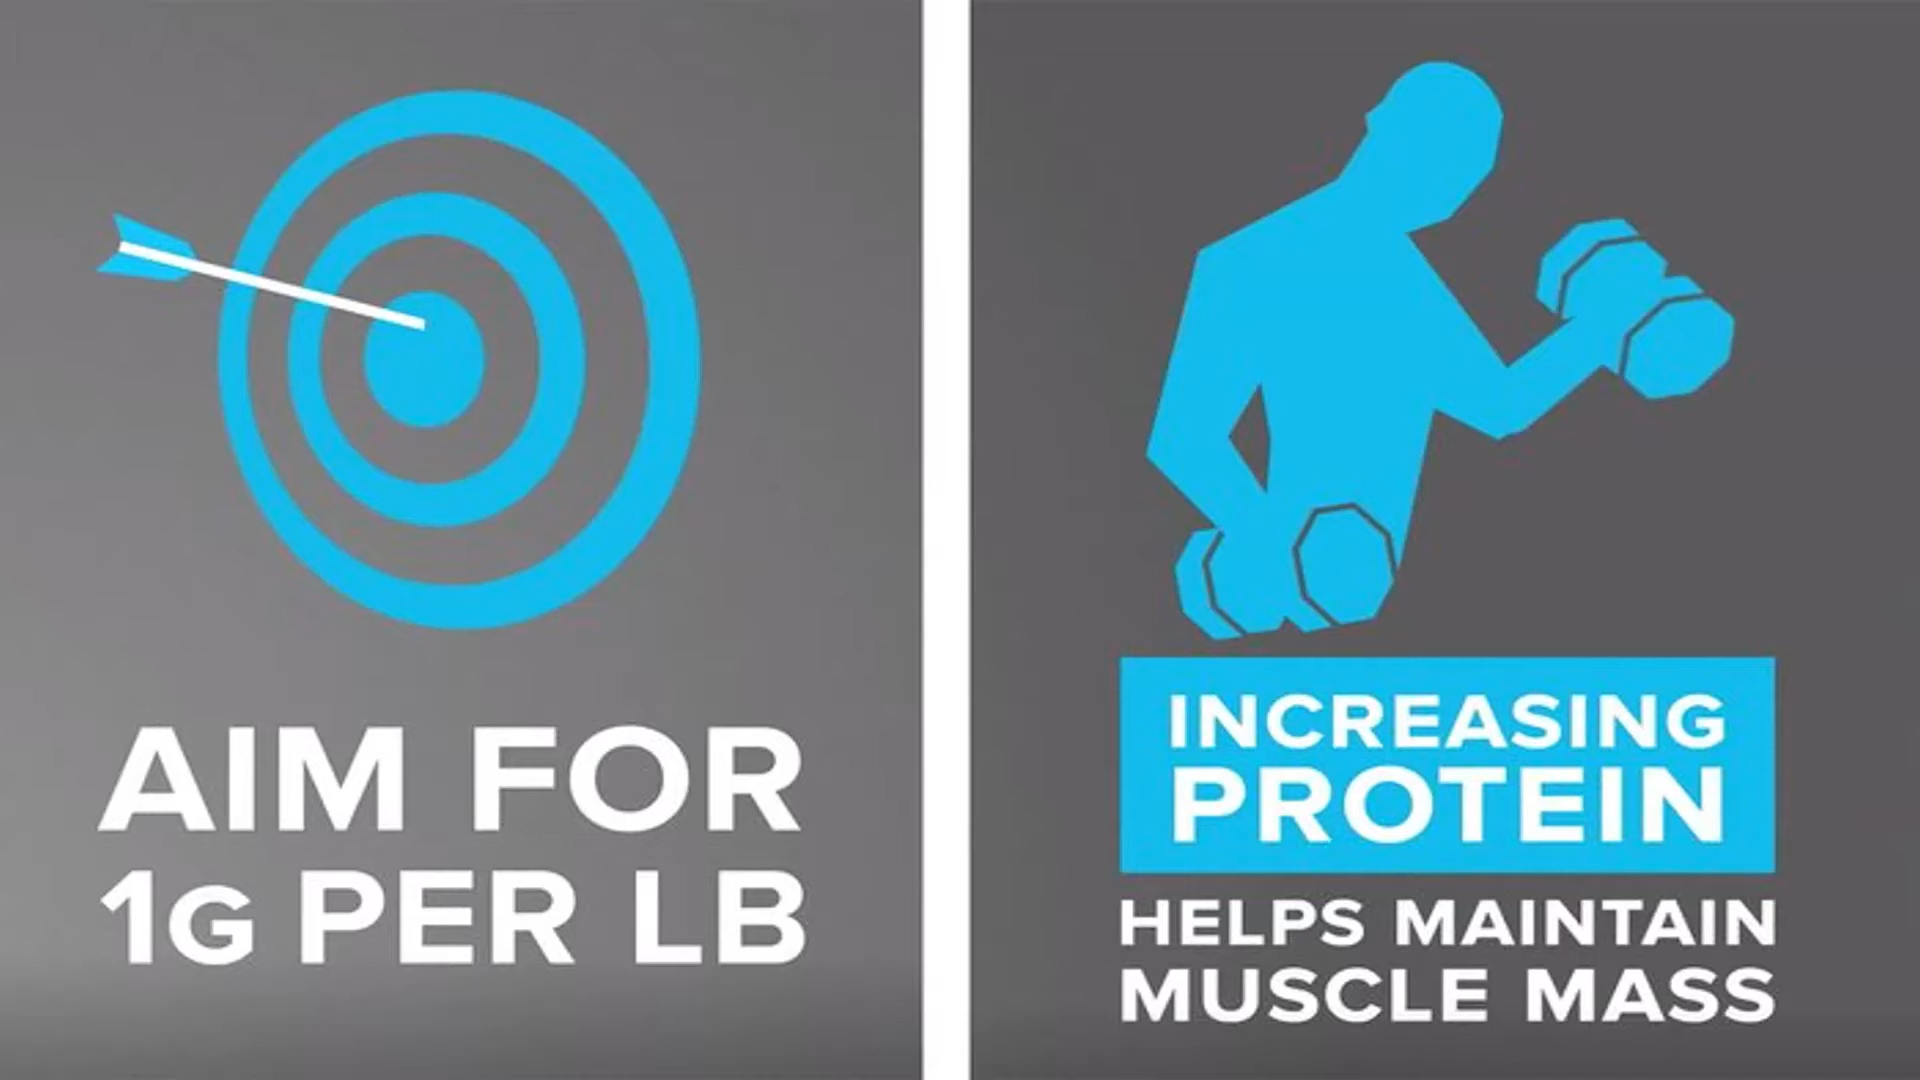 AIM FOR
1G PER LB
INCREASING
PROTEIN
HELPS MAINTAIN
MUSCLE MASS